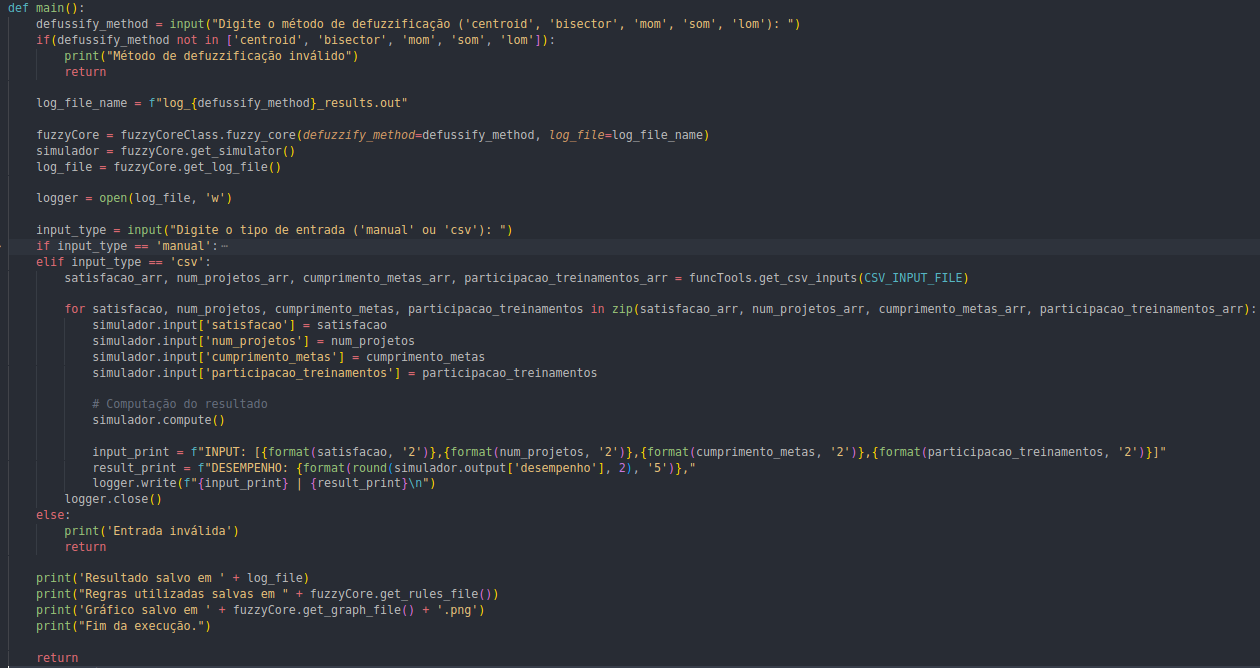 def main():
    defussify_method = input("Digite o método de defuzzificação ('centroid', 'bisector', 'mom', 'som', 'lom'): ")
    if(defussify_method not in ['centroid', 'bisector', 'mom', 'som', 'lom']):
        print("Método de defuzzificação inválido")
        return

    log_file_name = f"log_{defussify_method}_results.out"

    fuzzyCore = fuzzyCoreClass.fuzzy_core(defuzzify_method=defussify_method, log_file=log_file_name)
    simulador = fuzzyCore.get_simulator()
    log_file = fuzzyCore.get_log_file()

    logger = open(log_file, 'w')

    input_type = input("Digite o tipo de entrada ('manual' ou 'csv'): ")
    if input_type == 'manual':⋯
    elif input_type == 'csv':
        satisfacao_arr, num_projetos_arr, cumprimento_metas_arr, participacao_treinamentos_arr = funcTools.get_csv_inputs(CSV_INPUT_FILE)

        for satisfacao, num_projetos, cumprimento_metas, participacao_treinamentos in zip(satisfacao_arr, num_projetos_arr, cumprimento_metas_arr, participacao_treinamentos_arr):
            simulador.input['satisfacao'] = satisfacao
            simulador.input['num_projetos'] = num_projetos
            simulador.input['cumprimento_metas'] = cumprimento_metas
            simulador.input['participacao_treinamentos'] = participacao_treinamentos

            # Computação do resultado
            simulador.compute()

            input_print = f"INPUT: [{format(satisfacao, '2')},{format(num_projetos, '2')},{format(cumprimento_metas, '2')},{format(participacao_treinamentos, '2')}]"
            result_print = f"DESEMPENHO: {format(round(simulador.output['desempenho'], 2), '5')},"
            logger.write(f"{input_print} | {result_print}\n")
        logger.close()
    else:
        print('Entrada inválida')
        return

    print('Resultado salvo em ' + log_file)
    print("Regras utilizadas salvas em " + fuzzyCore.get_rules_file())
    print('Gráfico salvo em ' + fuzzyCore.get_graph_file() + '.png')
    print("Fim da execução.")

    return